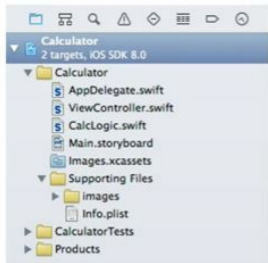 Calculator
2 targets, iOS SDK 8.0
Calculator
AppDelegate.swift
ViewController.swift
CalcLogic.swift
Main.storyboard
Images.xcassets
Supporting Files
images
Info.plist
CalculatorTests
Products